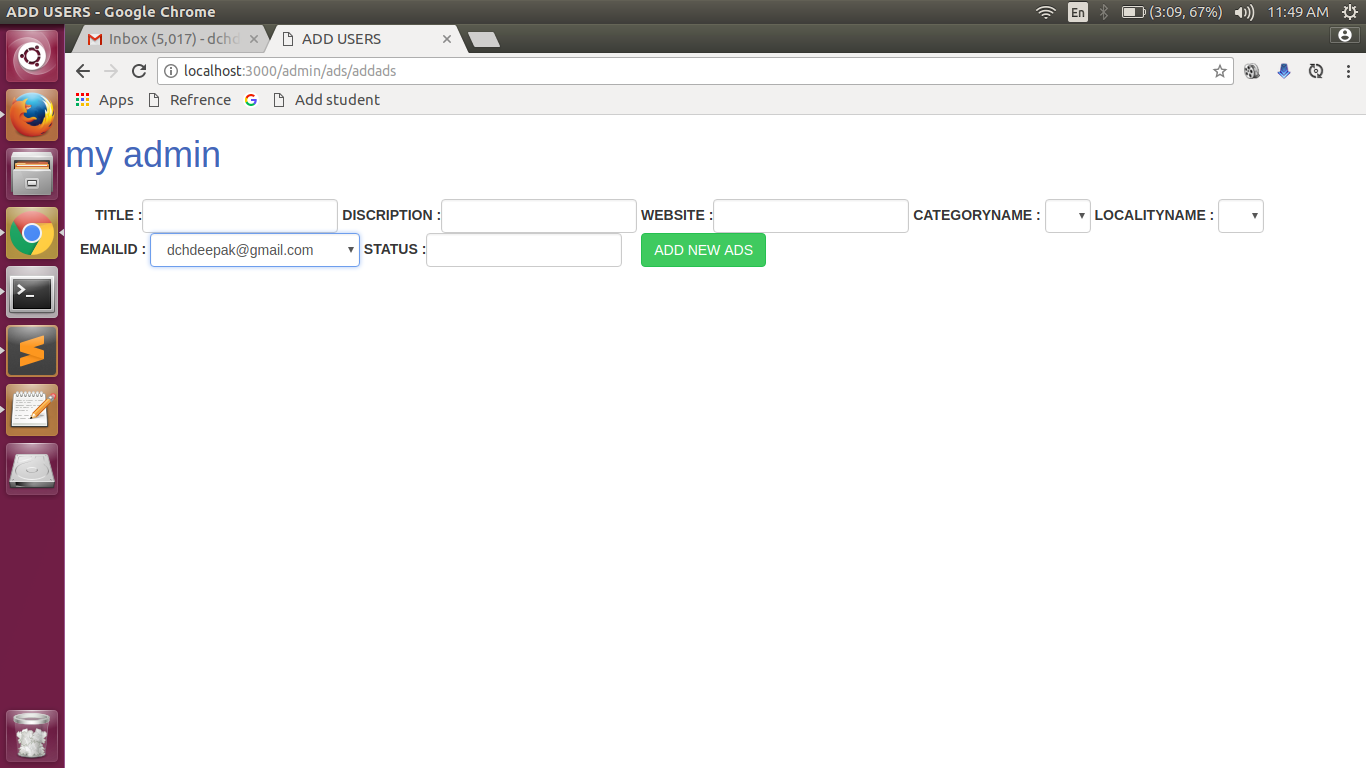 ADD USERS - Google Chrome
En
(3:09, 67%)
11:49 AM
Inbox (5,017) - dch
ADD USERS
localhost:3000/admin/ads/addads
Apps
Refrence
Add student
my admin
TITLE : DISCRIPTION : WEBSITE : CATEGORYNAME : LOCALITYNAME :
EMAILID : dchdeepak@gmail.com STATUS : ADD NEW ADS